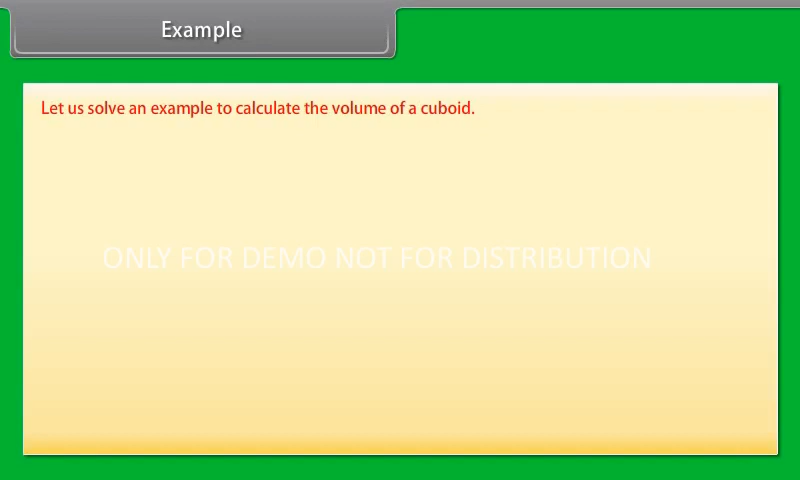 Example
Let us solve an example to calculate the volume of a cuboid.
ONLY FOR DEMO NOT FOR DISTRIBUTION